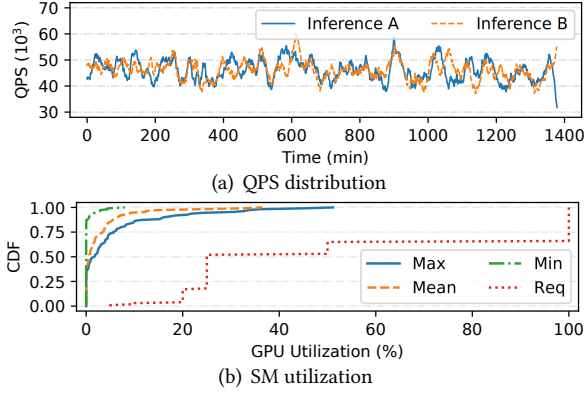 QPS (10³)
70
60
50
40
30
Inference A
Inference B
0 200 400 600 800 1000 1200 1400
Time (min)
(a) QPS distribution
CDF
1.00
0.75
0.50
0.25
0.00
Max
Min
Mean
Req
0 20 40 60 80 100
GPU Utilization (%)
(b) SM utilization